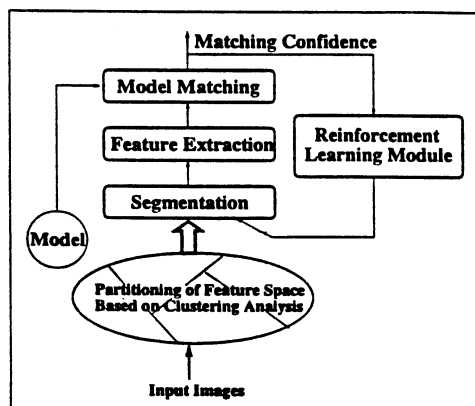 Matching Confidence
Model Matching
Feature Extraction
Reinforcement
Learning Module
Segmentation
Model
Partitioning of Feature Space
Based on Clustering Analysis
Input Images